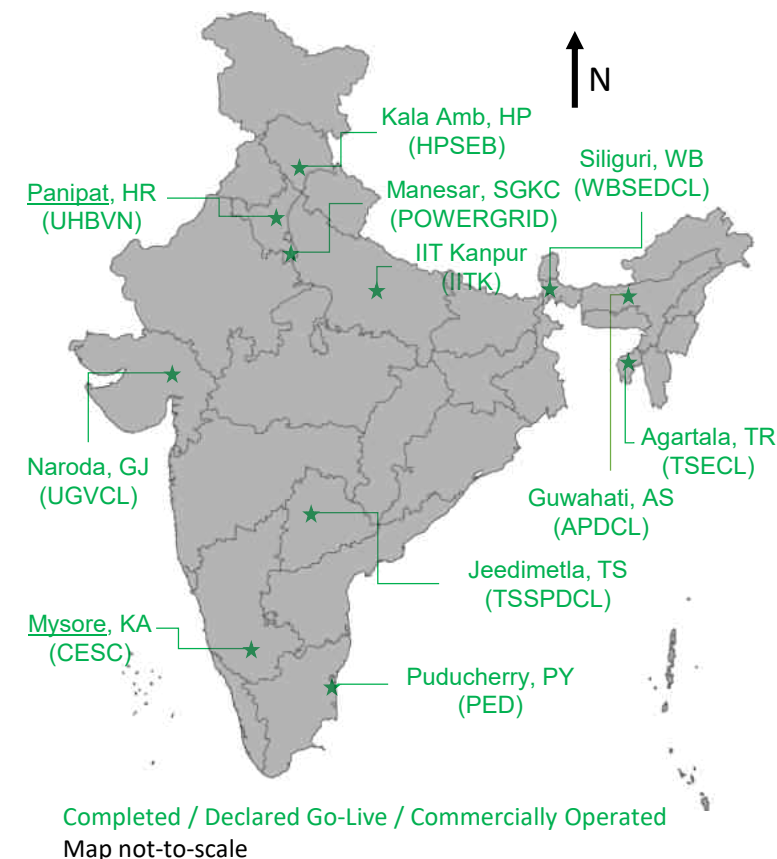 N
Kala Amb, HP
(HPSEB)
Siliguri, WB
(WBSEDCL)
Panipat, HR
(UHBVN)
Manesar, SGKC
(POWERGRID)
IIT Kanpur
(IITK)
Agartala, TR
(TSECL)
Naroda, GJ
(UGVCL)
Guwahati, AS
(APDCL)
Jeedimetla, TS
(TSSPDCL)
Mysore, KA
(CESC)
Puducherry, PY
(PED)
Completed / Declared Go-Live / Commercially Operated
Map not-to-scale